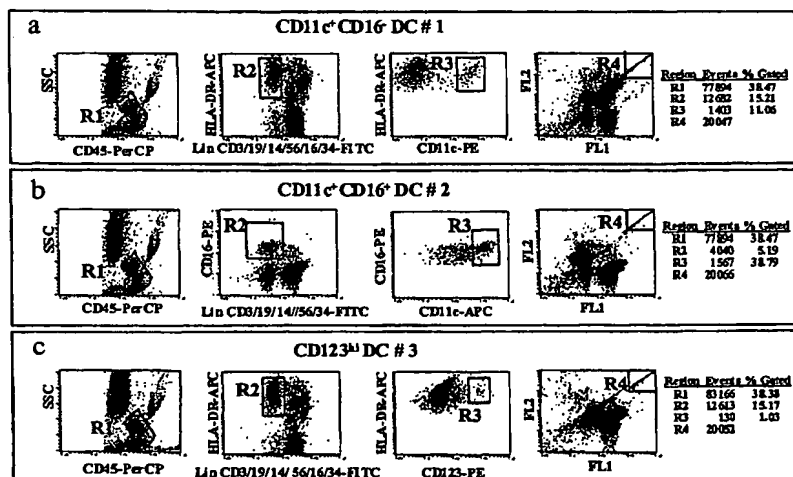 a
CD11c⁺CD16⁻ DC # 1
SSC
R1
CD45-PerCP
HLA-DR-APC
R2
Lin CD3/19/14/56/16/34-FITC
HLA-DR-APC
R3
CD11c-PE
FL2
R4
FL1
Region Events % Gated
R1 77894 38.47
R2 12682 15.21
R3 1403 11.06
R4 20047
b
CD11c⁺CD16⁺ DC # 2
SSC
R1
CD45-PerCP
CD16-PE
R2
Lin CD3/19/14//56/34-FITC
CD16-PE
R3
CD11c-APC
FL2
R4
FL1
Region Events % Gated
R1 77894 38.47
R2 4040 5.19
R3 1567 38.79
R4 20066
c
CD123ʰⁱ DC # 3
SSC
R1
CD45-PerCP
HLA-DR-APC
R2
Lin CD3/19/14/ 56/16/34-FITC
HLA-DR-APC
R3
CD123-PE
FL2
R4
FL1
Region Events % Gated
R1 83166 38.38
R2 12613 15.17
R3 130 1.03
R4 20052